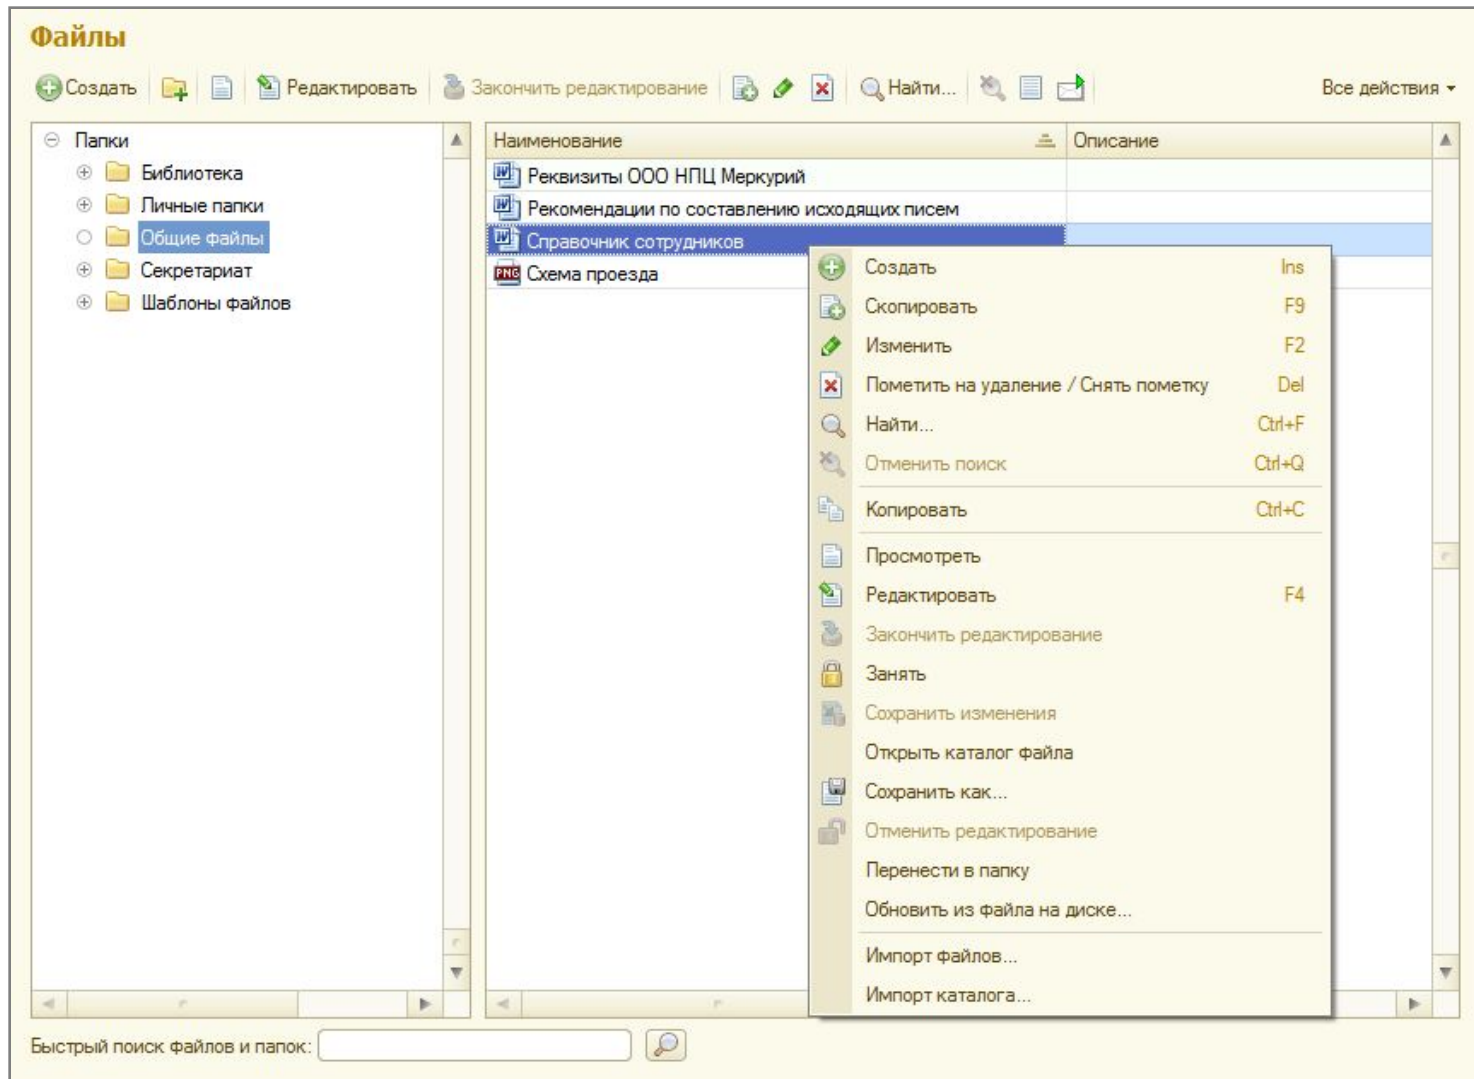 Файлы
Создать Редактировать Закончить редактирование Найти... Все действия
Папки
Библиотека
Личные папки
Общие файлы
Секретариат
Шаблоны файлов
Наименование Описание
Реквизиты ООО НПЦ Меркурий
Рекомендации по составлению исходящих писем
Справочник сотрудников
PNG Схема проезда
Создать Ins
Скопировать F9
Изменить F2
Пометить на удаление / Снять пометку Del
Найти... Ctrl+F
Отменить поиск Ctrl+Q
Копировать Ctrl+C
Просмотреть
Редактировать F4
Закончить редактирование
Занять
Сохранить изменения
Открыть каталог файла
Сохранить как...
Отменить редактирование
Перенести в папку
Обновить из файла на диске...
Импорт файлов...
Импорт каталога...
Быстрый поиск файлов и папок: